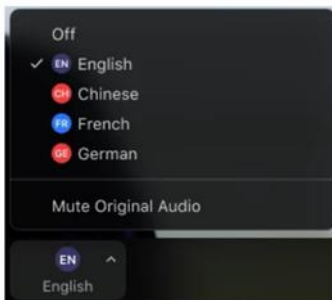 Off
EN English
CH Chinese
FR French
GE German
Mute Original Audio
EN
English